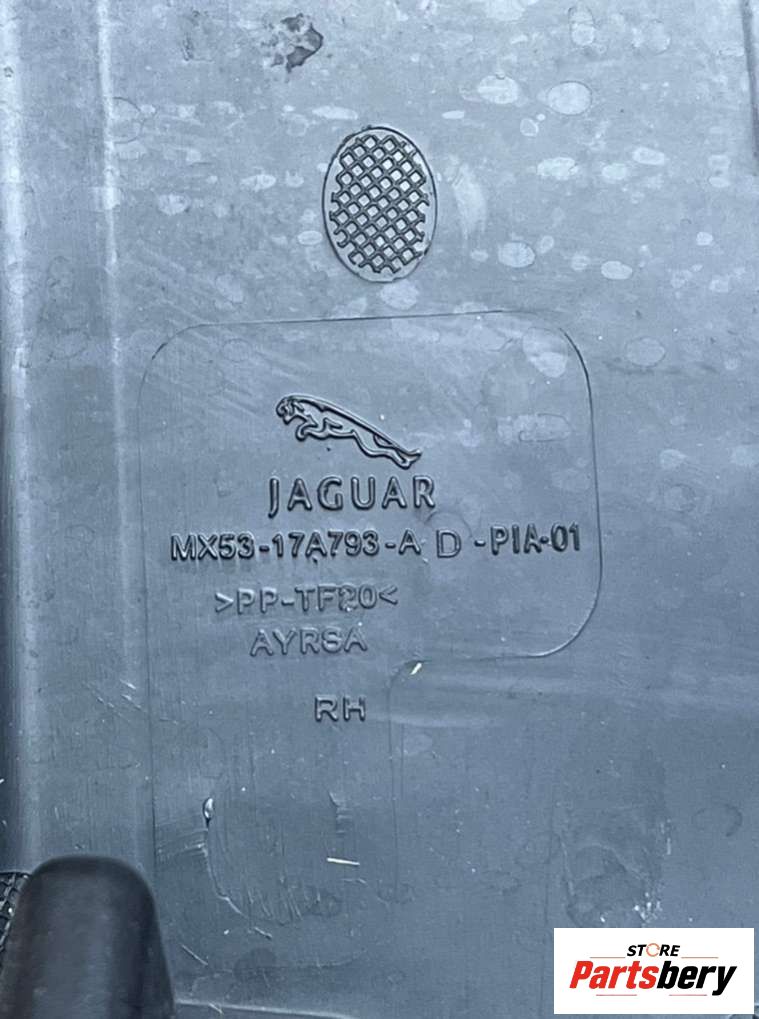 JAGUAR
MX53-17A793-A D -PIA-01
>PP-TF20<
AYRSA
RH
STORE
Partsbery